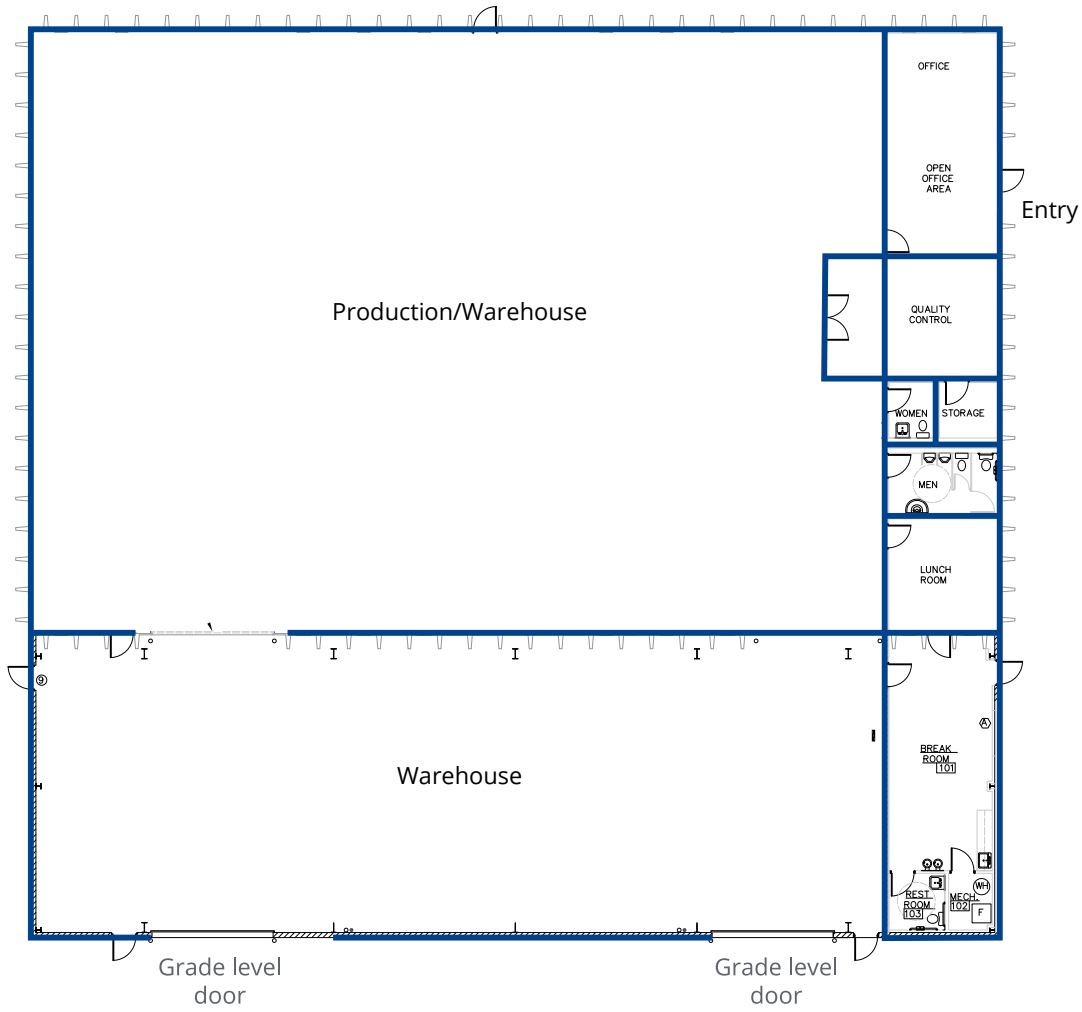 OFFICE
OPEN
OFFICE
AREA
Entry
Production/Warehouse
QUALITY
CONTROL
WOMEN
STORAGE
MEN
LUNCH
ROOM
9
A
BREAK
ROOM
101
Warehouse
WH
REST
ROOM
103
MECH.
102
F
Grade level
door
Grade level
door